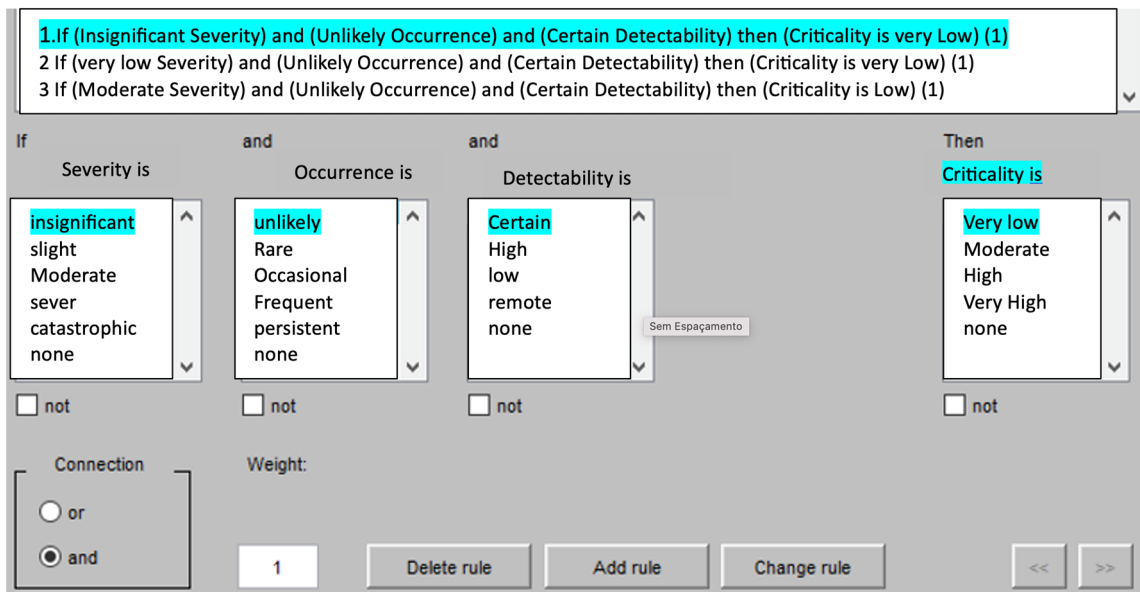 1.If (Insignificant Severity) and (Unlikely Occurrence) and (Certain Detectability) then (Criticality is very Low) (1)
2 If (very low Severity) and (Unlikely Occurrence) and (Certain Detectability) then (Criticality is very Low) (1)
3 If (Moderate Severity) and (Unlikely Occurrence) and (Certain Detectability) then (Criticality is Low) (1)
If and and Then
Severity is Occurrence is Detectability is Criticality is
insignificant unlikely Certain Very low
slight Rare High Moderate
Moderate Occasional low High
sever Frequent remote Very High
catastrophic persistent none none
none none
Sem Espaçamento
not not not not
Connection Weight:
or
and 1 Delete rule Add rule Change rule << >>